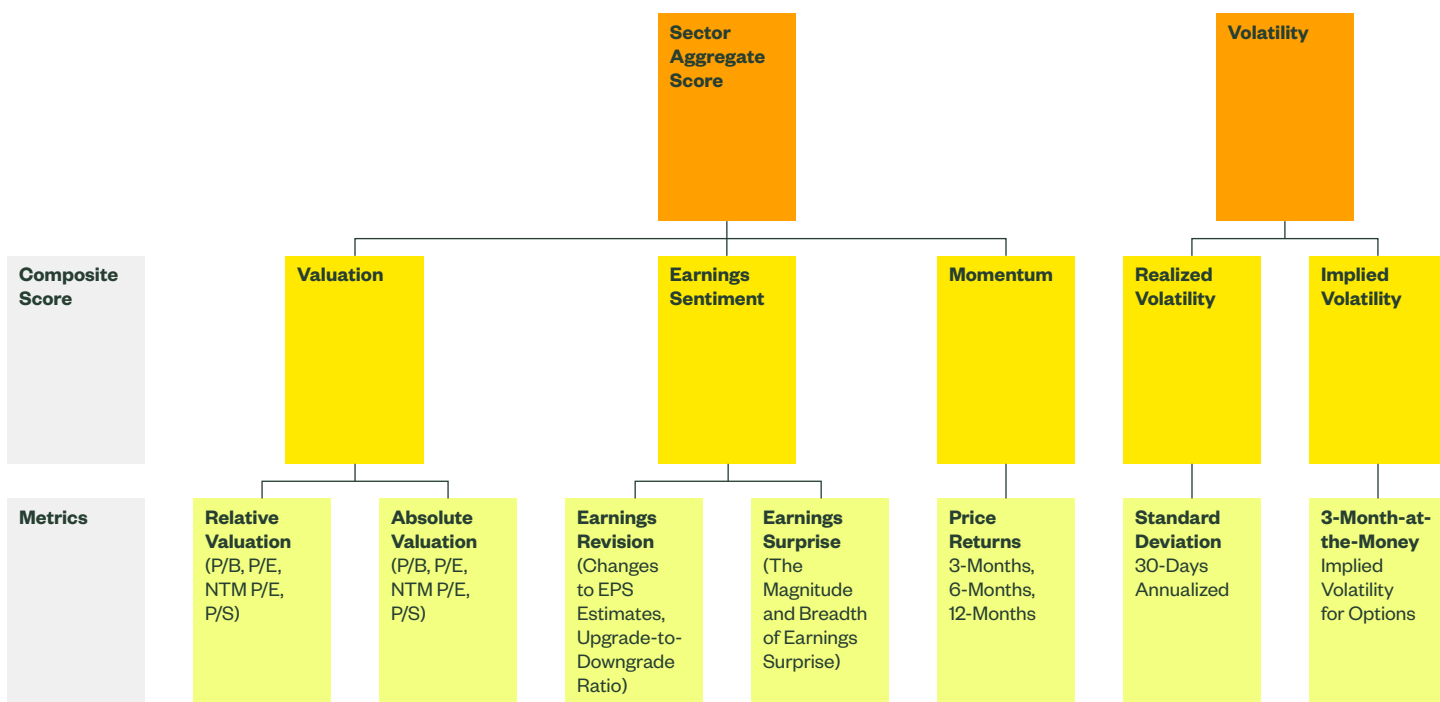 Sector
Aggregate
Score
Volatility
Composite
Score
Valuation
Earnings
Sentiment
Momentum
Realized
Volatility
Implied
Volatility
Metrics
Relative
Valuation
(P/B, P/E,
NTM P/E,
P/S)
Absolute
Valuation
(P/B, P/E,
NTM P/E,
P/S)
Earnings
Revision
(Changes
to EPS
Estimates,
Upgrade-to-
Downgrade
Ratio)
Earnings
Surprise
(The
Magnitude
and Breadth
of Earnings
Surprise)
Price
Returns
3-Months,
6-Months,
12-Months
Standard
Deviation
30-Days
Annualized
3-Month-at-
the-Money
Implied
Volatility
for Options